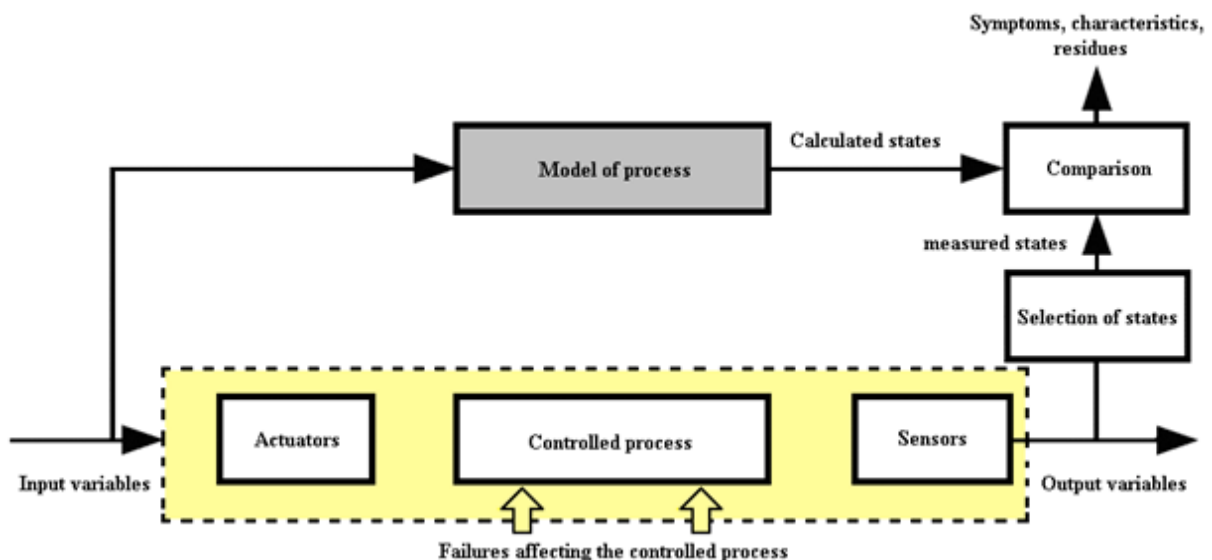 Symptoms, characteristics,
residues
Calculated states
Model of process
Comparison
measured states
Selection of states
Actuators
Controlled process
Sensors
Input variables
Output variables
Failures affecting the controlled process